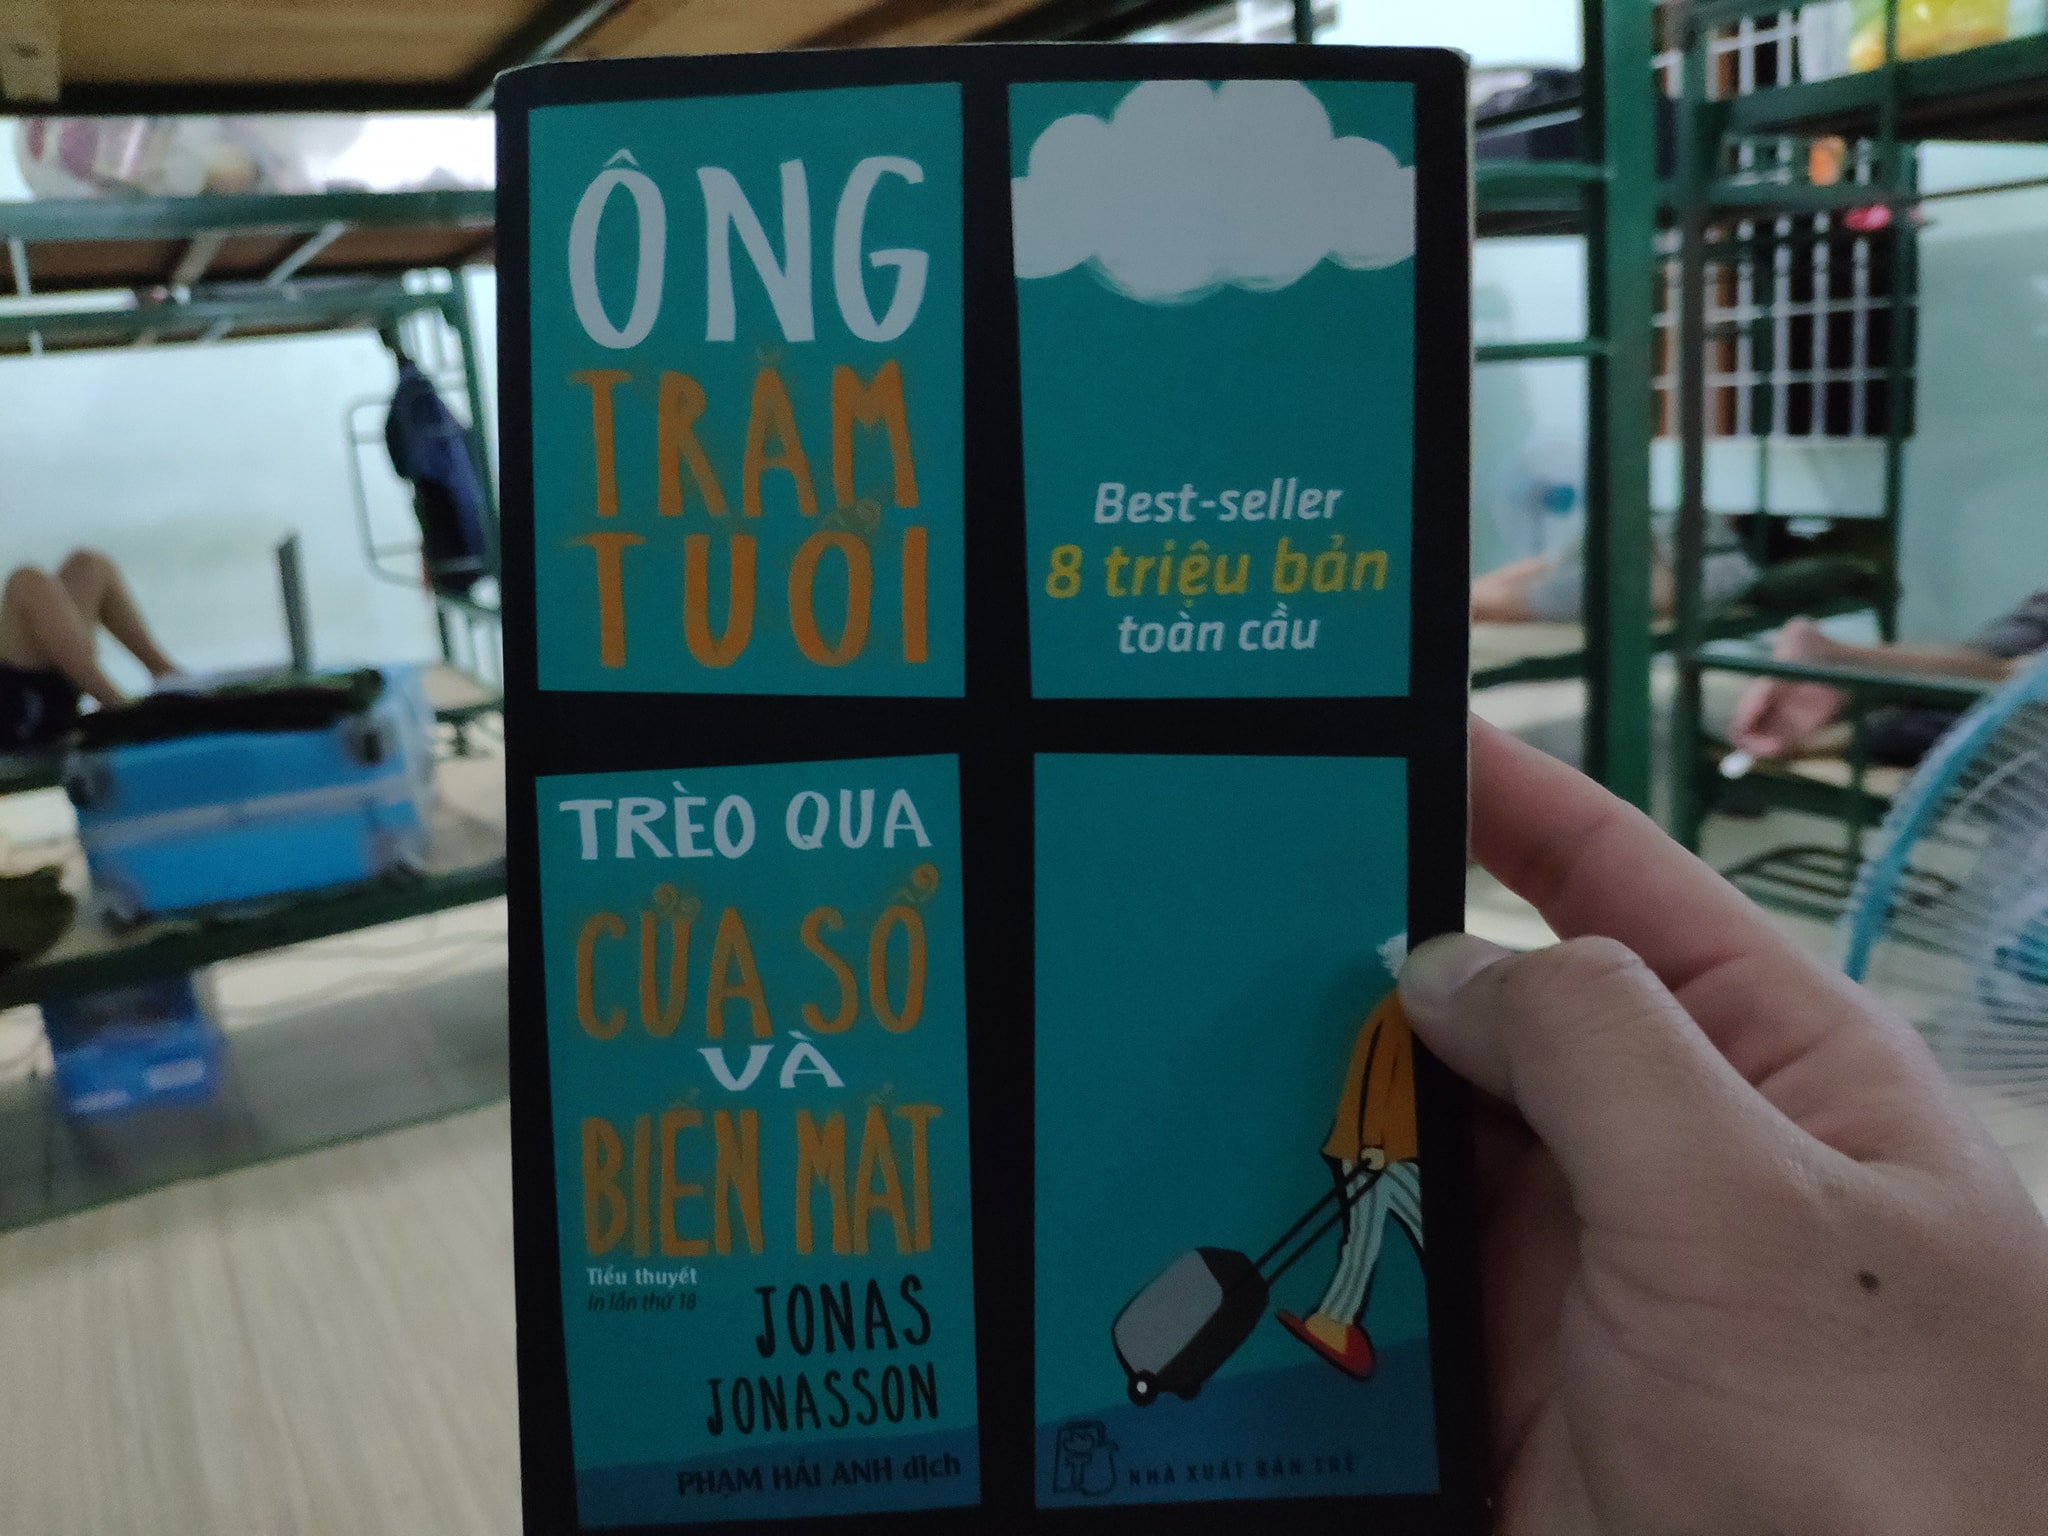 ÔNG
TRĂM
TUỔI
Best-seller
8 triệu bản
toàn cầu
TRÈO QUA
CỬA SỔ
VÀ
BIẾN MẤT
Tiểu thuyết
In lần thứ 18
JONAS
JONASSON
PHẠM HẢI ANH dịch
NHÀ XUẤT BẢN TRẺ